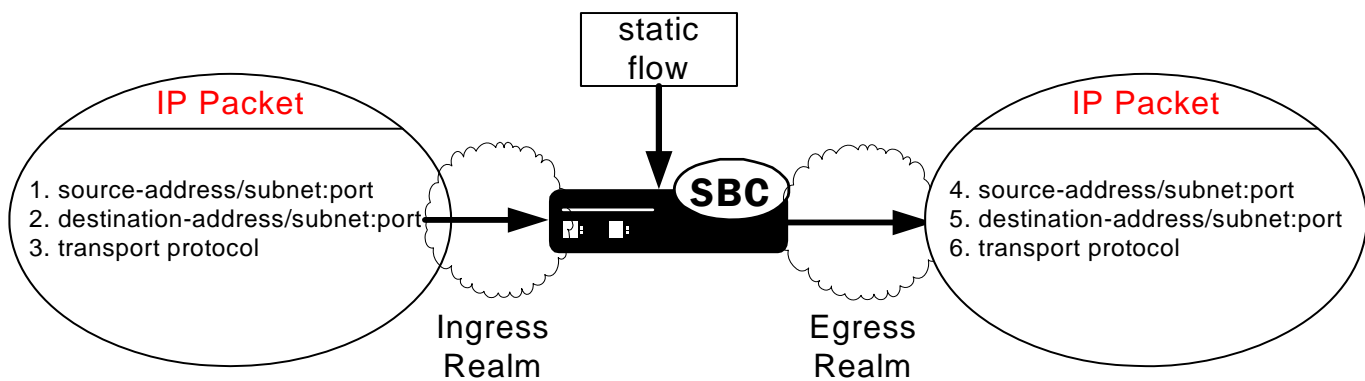 static
flow
IP Packet
1. source-address/subnet:port
2. destination-address/subnet:port
3. transport protocol
SBC
IP Packet
4. source-address/subnet:port
5. destination-address/subnet:port
6. transport protocol
Ingress
Realm
Egress
Realm